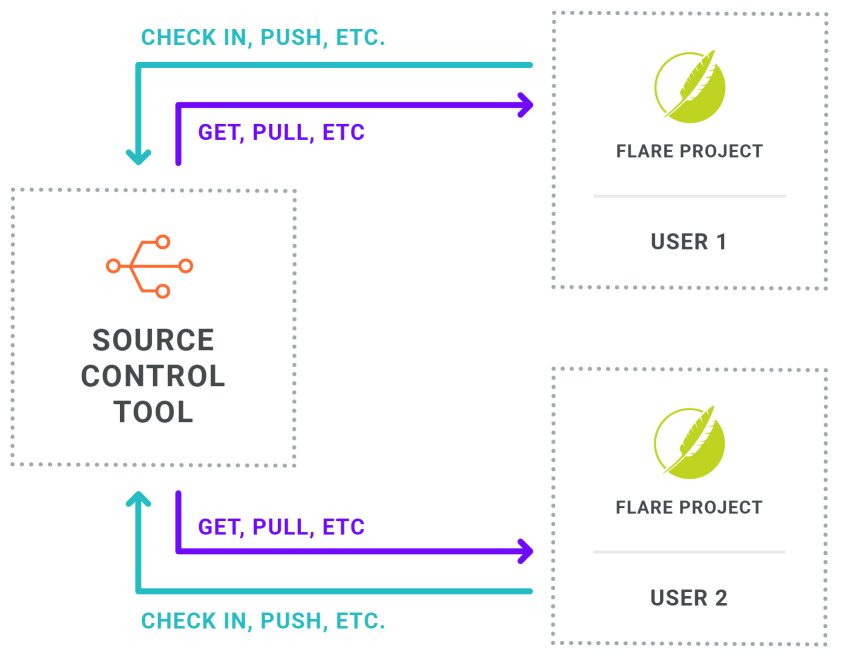 CHECK IN, PUSH, ETC.
GET, PULL, ETC
FLARE PROJECT
USER 1
SOURCE
CONTROL
TOOL
FLARE PROJECT
USER 2
GET, PULL, ETC
CHECK IN, PUSH, ETC.